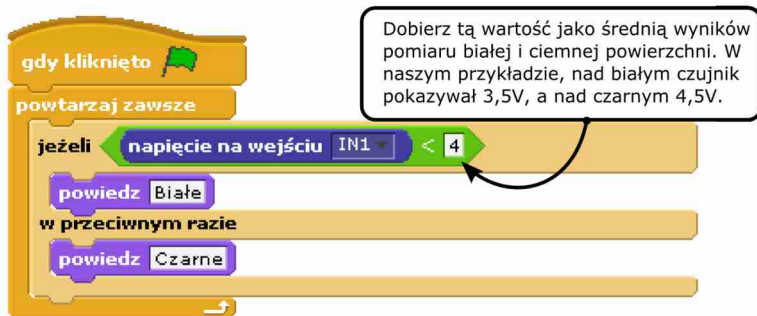 Dobierz tą wartość jako średnią wyników
pomiaru białej i ciemnej powierzchni. W
naszym przykładzie, nad białym czujnik
pokazywał 3,5V, a nad czarnym 4,5V.
gdy kliknięto
powtarzaj zawsze
jeżeli napięcie na wejściu IN1 < 4
powiedz Białe
w przeciwnym razie
powiedz Czarne